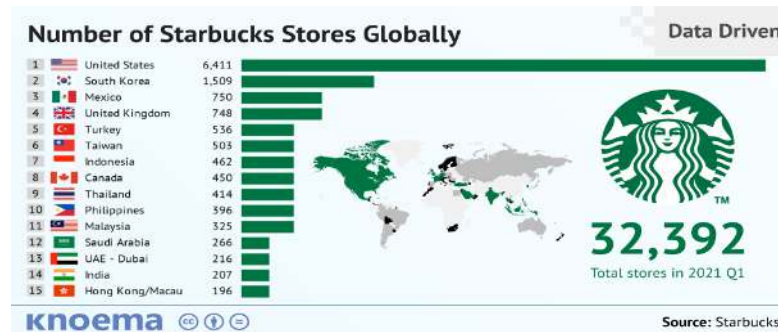 Number of Starbucks Stores Globally
Data Driven
1 United States 6,411
2 South Korea 1,509
3 Mexico 750
4 United Kingdom 748
5 Turkey 536
6 Taiwan 503
7 Indonesia 462
8 Canada 450
9 Thailand 414
10 Philippines 396
11 Malaysia 325
12 Saudi Arabia 266
13 UAE - Dubai 216
14 India 207
15 Hong Kong/Macau 196
TM
32,392
Total stores in 2021 Q1
knoema
cc
Source: Starbucks